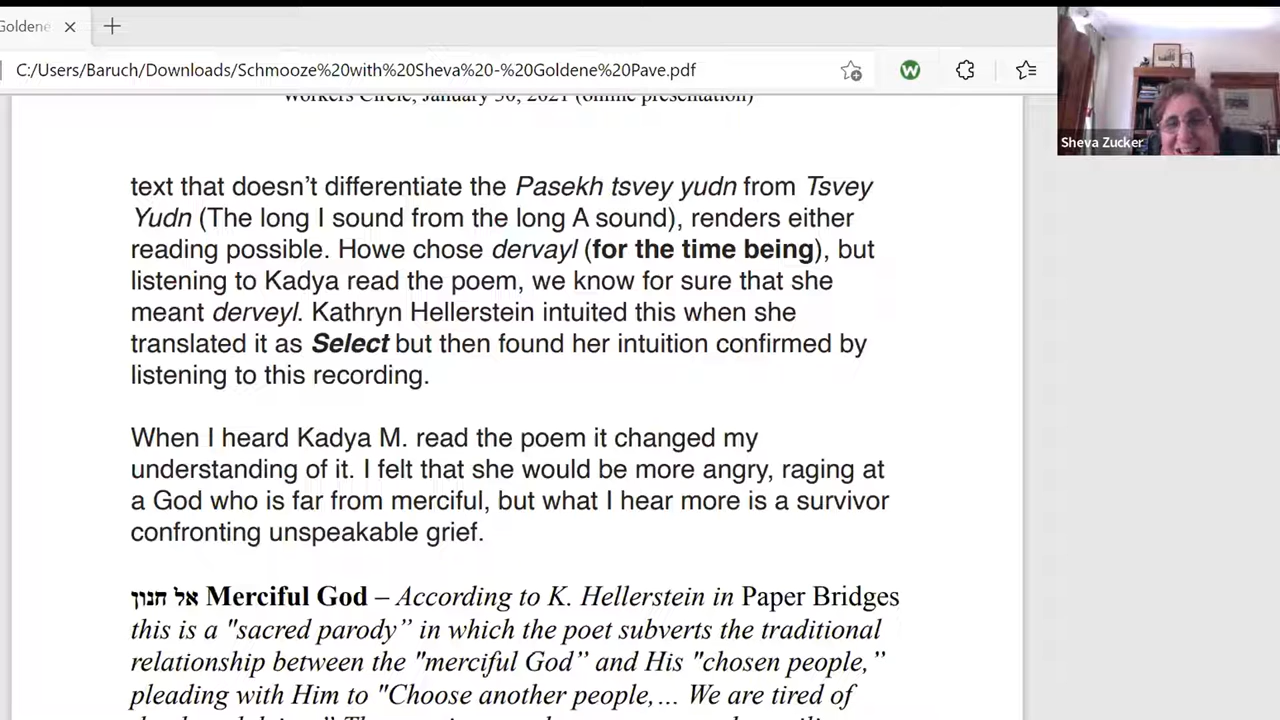 Goldene
C:/Users/Baruch/Downloads/Schmooze%20with%20Sheva%20-%20Goldene%20Pave.pdf
Workers Circle, January 30, 2021 (online presentation)
Sheva Zucker
text that doesn’t differentiate the Pasekh tsvey yudn from Tsvey
Yudn (The long I sound from the long A sound), renders either
reading possible. Howe chose dervayl (for the time being), but
listening to Kadya read the poem, we know for sure that she
meant derveyl. Kathryn Hellerstein intuited this when she
translated it as Select but then found her intuition confirmed by
listening to this recording.
When I heard Kadya M. read the poem it changed my
understanding of it. I felt that she would be more angry, raging at
a God who is far from merciful, but what I hear more is a survivor
confronting unspeakable grief.
אל חנון Merciful God – According to K. Hellerstein in Paper Bridges
this is a "sacred parody” in which the poet subverts the traditional
relationship between the "merciful God” and His "chosen people,”
pleading with Him to "Choose another people,… We are tired of